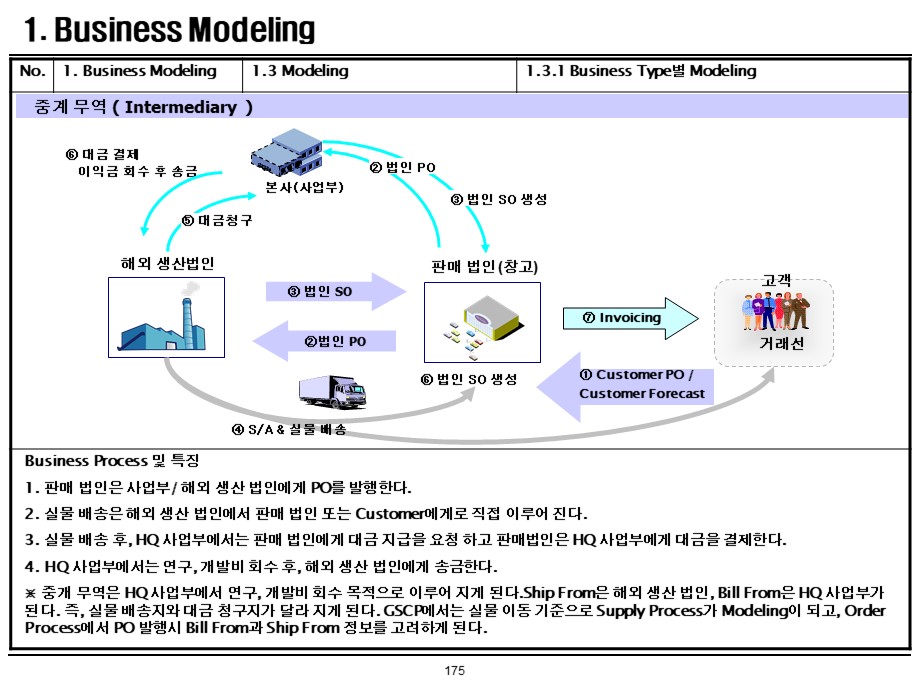 1. Business Modeling
No. 1. Business Modeling 1.3 Modeling 1.3.1 Business Type별 Modeling
중계 무역 ( Intermediary )
⑥ 대금 결제
이익금 회수 후 송금
② 법인 PO
본사(사업부)
③ 법인 SO 생성
⑤ 대금청구
해외 생산법인
판매 법인(창고)
고객
③ 법인 SO
⑦ Invoicing
②법인 PO
거래선
⑥ 법인 SO 생성
① Customer PO /
Customer Forecast
④ S/A & 실물 배송
Business Process 및 특징
1. 판매 법인은 사업부/ 해외 생산 법인에게 PO를 발행한다.
2. 실물 배송은 해외 생산 법인에서 판매 법인 또는 Customer에게로 직접 이루어 진다.
3. 실물 배송 후, HQ 사업부에서는 판매 법인에게 대금 지급을 요청 하고 판매법인은 HQ 사업부에게 대금을 결제한다.
4. HQ 사업부에서는 연구, 개발비 회수 후, 해외 생산 법인에게 송금한다.
※ 중개 무역은 HQ 사업부에서 연구, 개발비 회수 목적으로 이루어 지게 된다.Ship From은 해외 생산 법인, Bill From은 HQ 사업부가
된다. 즉, 실물 배송지와 대금 청구지가 달라 지게 된다. GSCP에서는 실물 이동 기준으로 Supply Process가 Modeling이 되고, Order
Process에서 PO 발행시 Bill From과 Ship From 정보를 고려하게 된다.
175